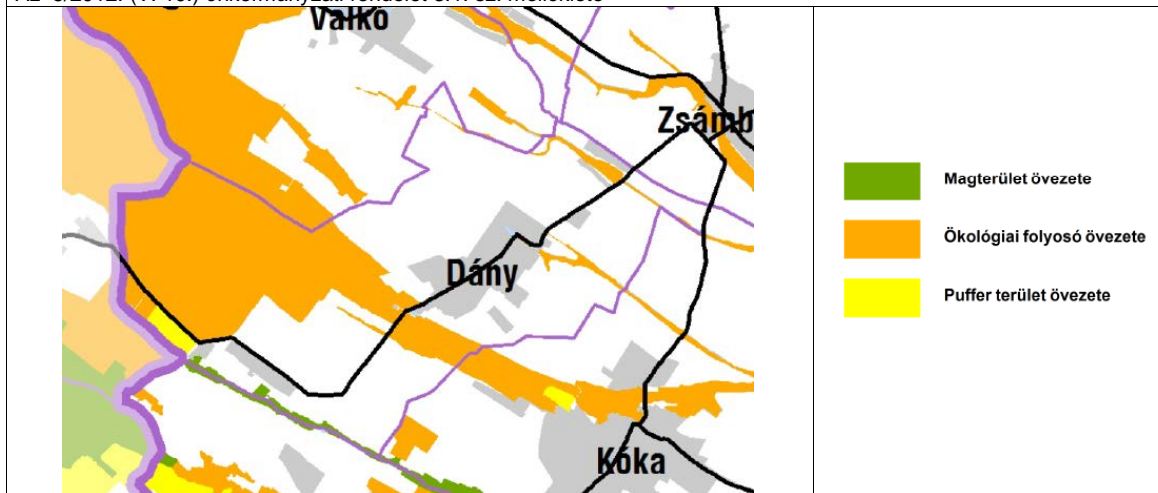 Valkó
Zsámb
Dány
Kóka
Magterület övezete
Ökológiai folyosó övezete
Puffer terület övezete